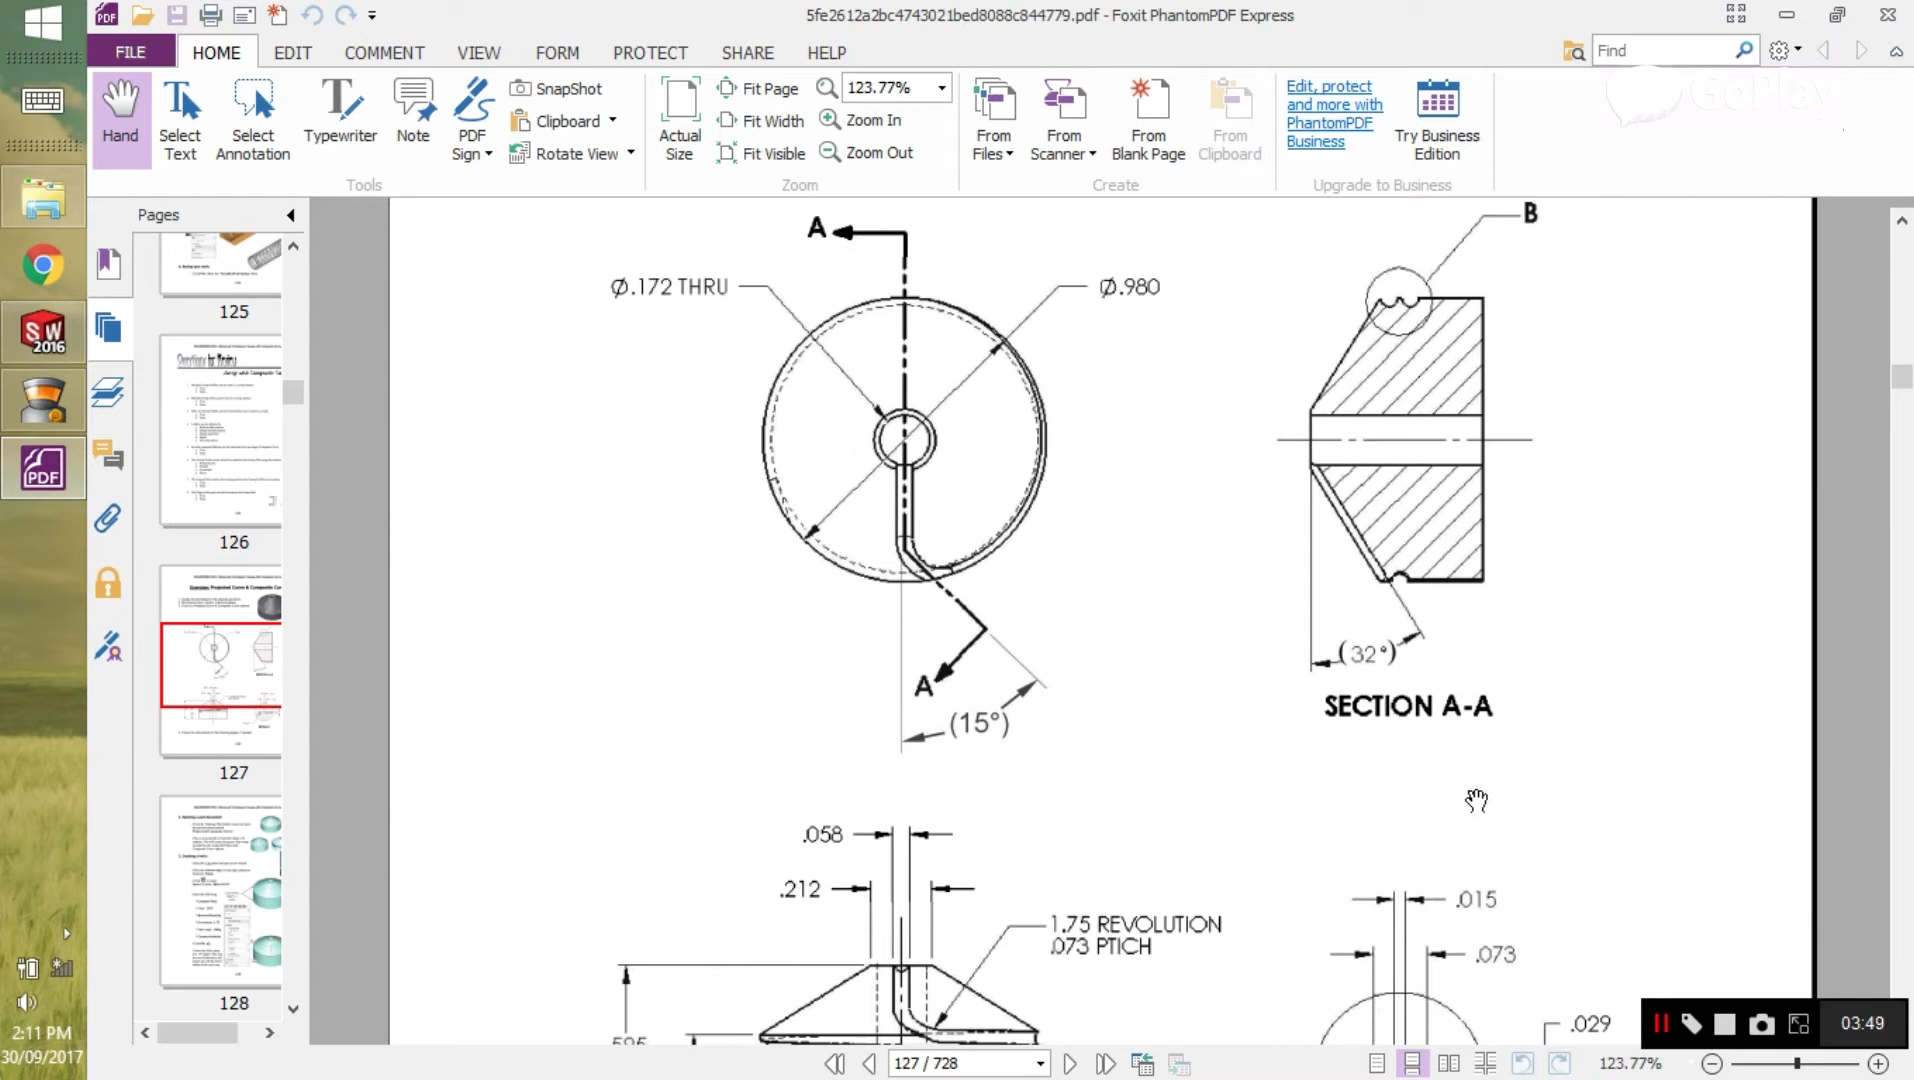 5fe2612a2bc4743021bed8088c844779.pdf - Foxit PhantomPDF Express
FILE HOME EDIT COMMENT VIEW FORM PROTECT SHARE HELP
Find
Hand
Select Text
Select Annotation
Typewriter
Note
PDF Sign
SnapShot
Clipboard
Rotate View
Tools
Actual Size
Fit Page
Fit Width
Fit Visible
123.77%
Zoom In
Zoom Out
Zoom
From Files
From Scanner
From Blank Page
From Clipboard
Create
Edit, protect
and more with
PhantomPDF
Business
Try Business
Edition
Upgrade to Business
Pages
125
126
127
128
SW
2016
PDF
2:11 PM
30/09/2017
A
Ø.172 THRU
Ø.980
A
(15°)
B
(32°)
SECTION A-A
.058
.212
1.75 REVOLUTION
.073 PTICH
.595
.015
.073
.029
03:49
127 / 728
123.77%